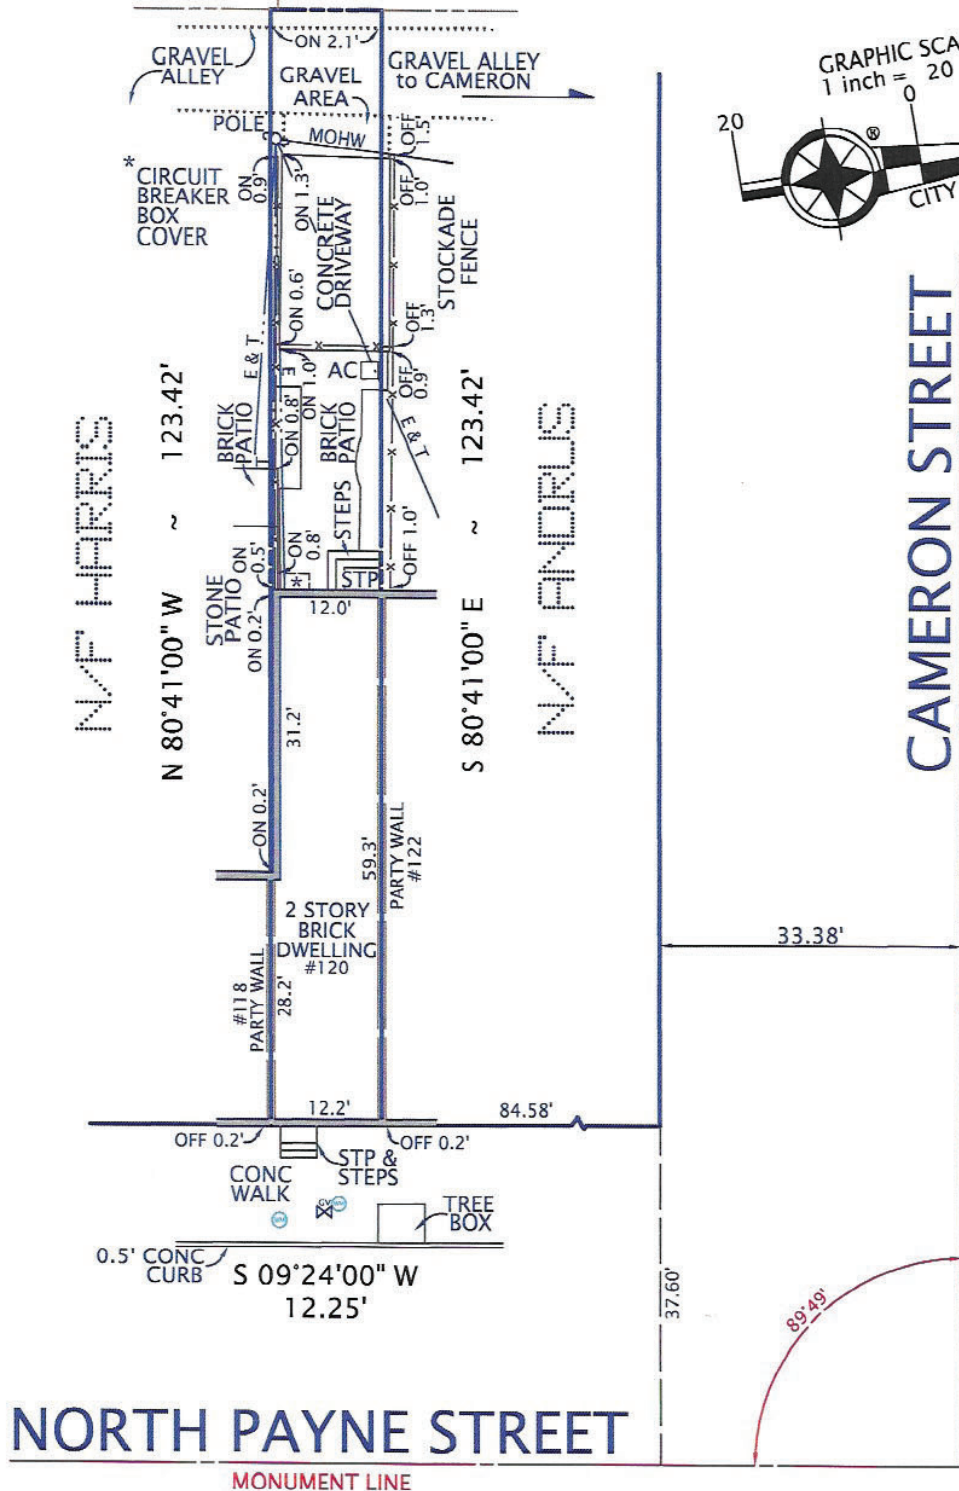 ON 2.1'
GRAVEL
ALLEY
GRAVEL
AREA
GRAVEL ALLEY
to CAMERON
GRAPHIC SCA
1 inch = 20
0
20
®
CITY
POLE
MOHW
OFF
1.5'
*
CIRCUIT
BREAKER
BOX
COVER
ON
0.9'
ON 1.3'
OFF
1.0'
CONCRETE
DRIVEWAY
STOCKADE
FENCE
ON 0.6'
OFF
1.3'
E & T
E
ON 1.0'
AC
OFF
0.9'
BRICK
PATIO
T
ON 0.8'
BRICK
PATIO
E & T
N/F HARRIS
N 80°41'00" W ~ 123.42'
S 80°41'00" E ~ 123.42'
N/F ANDRUS
CAMERON STREET
STEPS
ON
0.5'
ON
0.8'
*
STP
OFF 1.0'
STONE
PATIO
ON 0.2'
12.0'
31.2'
ON 0.2'
59.3'
PARTY WALL
#122
2 STORY
BRICK
DWELLING
#120
33.38'
#118
PARTY WALL
28.2'
12.2'
84.58'
OFF 0.2'
OFF 0.2'
STP &
STEPS
CONC
WALK
GV
WM
WM
TREE
BOX
0.5' CONC
CURB
S 09°24'00" W
12.25'
37.60'
89°49'
NORTH PAYNE STREET
MONUMENT LINE